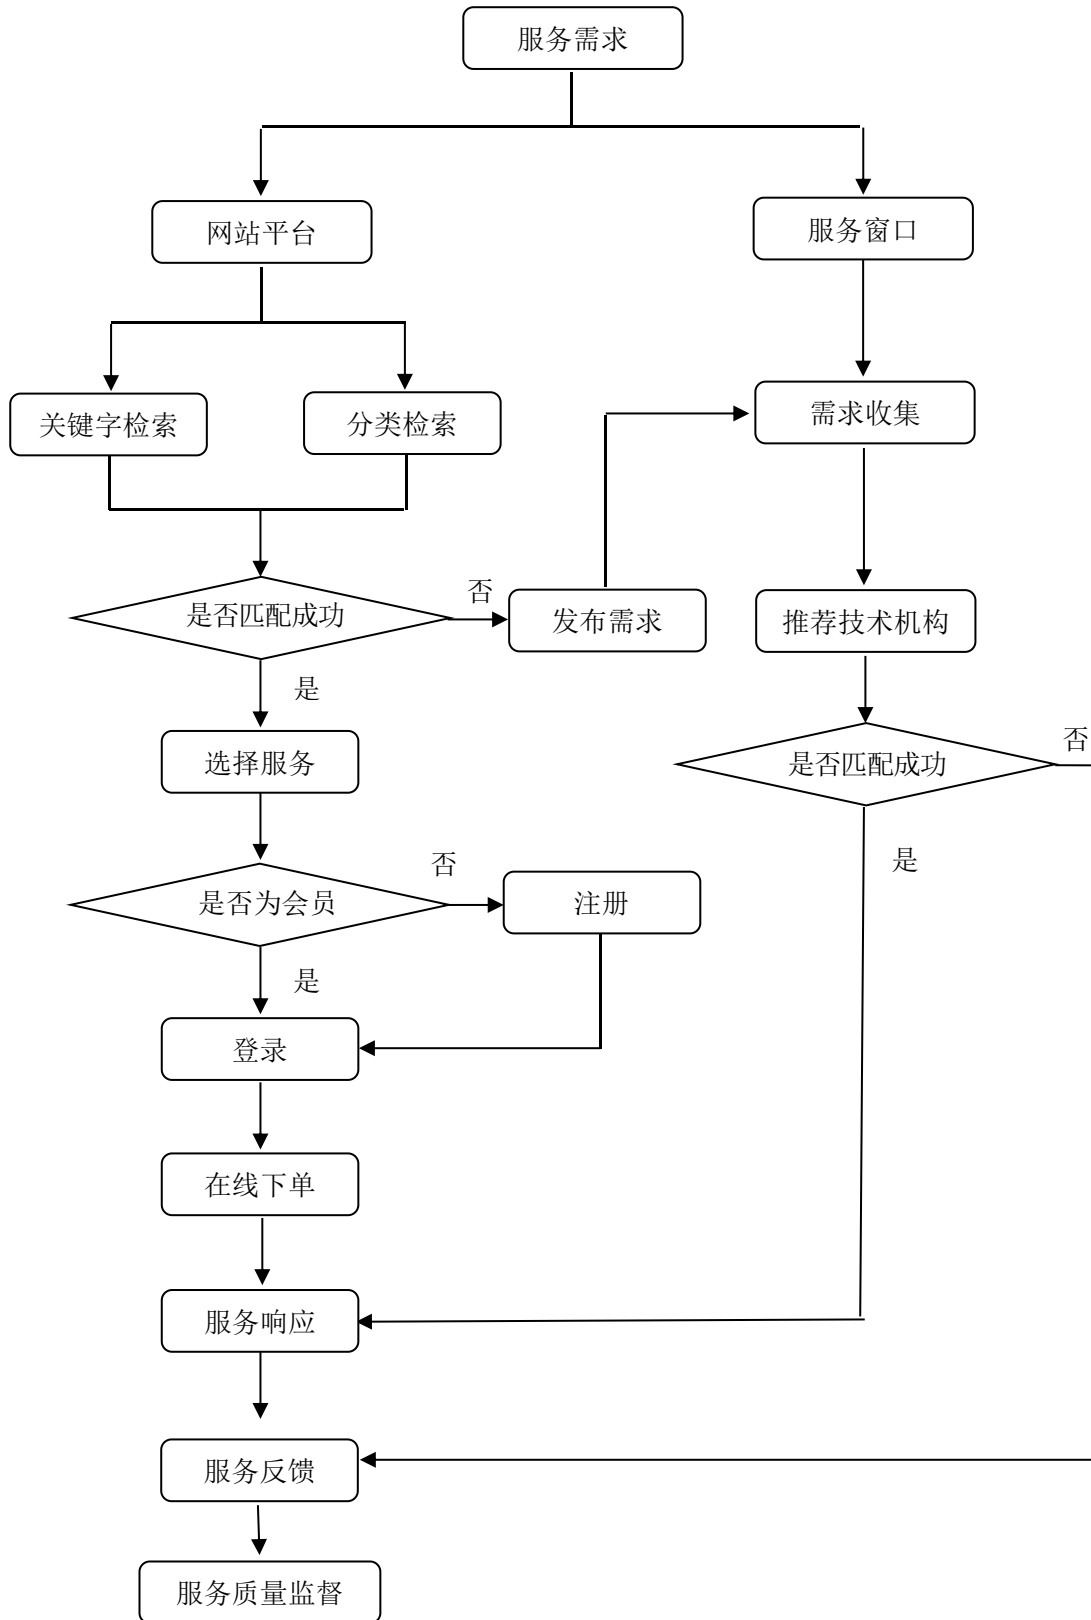 服务需求
网站平台
服务窗口
关键字检索
分类检索
需求收集
是否匹配成功
否
发布需求
推荐技术机构
是
选择服务
是否匹配成功
否
是
是否为会员
否
注册
是
登录
在线下单
服务响应
服务反馈
服务质量监督